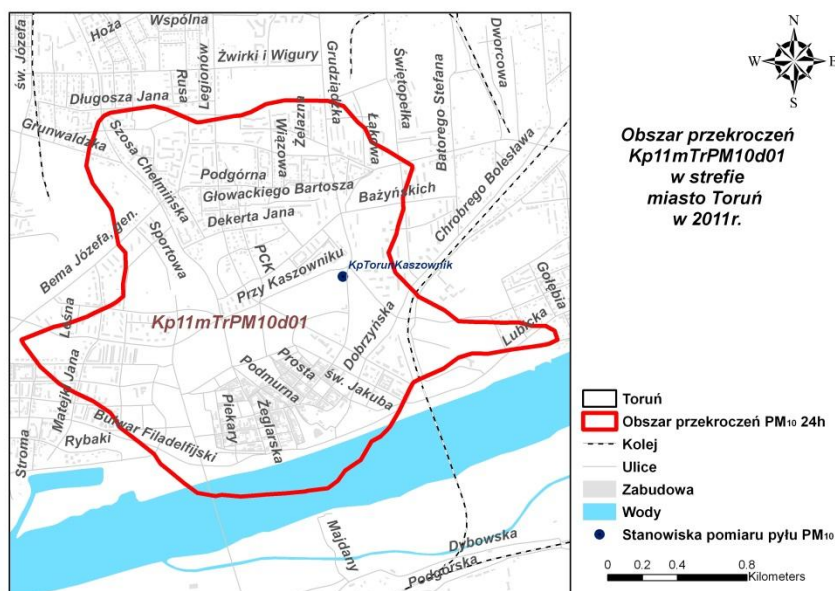 Hoża
Wspólna
św. Józefa
Żwirki i Wigury
Dworcowa
Rusa
Legionów
Grudziądzka
Świętopełka
Długosza Jana
Batorego Stefana
Grunwaldzka
Żelazna
Wiązowa
Łąkowa
Szosa Chełmińska
Podgórna
Głowackiego Bartosza
Bażyńskich
Chrobrego Bolesława
Dekerta Jana
Bema Józefa, gen.
Sportowa
PCK
Przy Kaszowniku
KpTorunKaszownik
Gołębia
Lubicka
Leśna
Kp11mTrPM10d01
Dobrzyńska
Matejki Jana
Prosta
Podmurna
św. Jakuba
Piekary
Żeglarska
Bulwar Filadelfijski
Rybaki
Stroma
Majdany
Dybowska
Podgórska
N
W
E
S
Obszar przekroczeń
Kp11mTrPM10d01
w strefie
miasto Toruń
w 2011r.
Toruń
Obszar przekroczeń PM10 24h
Kolej
Ulice
Zabudowa
Wody
Stanowiska pomiaru pyłu PM10
0 0.2 0.4 0.8
Kilometers